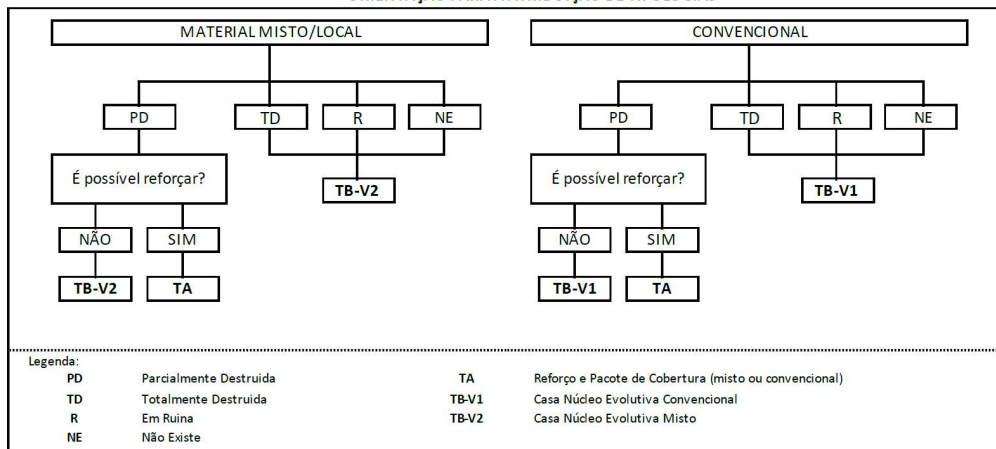 MATERIAL MISTO/LOCAL
PD
TD
R
NE
É possível reforçar?
TB-V2
NÃO
SIM
TB-V2
TA
CONVENCIONAL
PD
TD
R
NE
É possível reforçar?
TB-V1
NÃO
SIM
TB-V1
TA
Legenda:
PD Parcialmente Destruida
TD Totalmente Destruida
R Em Ruina
NE Não Existe
TA Reforço e Pacote de Cobertura (misto ou convencional)
TB-V1 Casa Núcleo Evolutiva Convencional
TB-V2 Casa Núcleo Evolutiva Misto